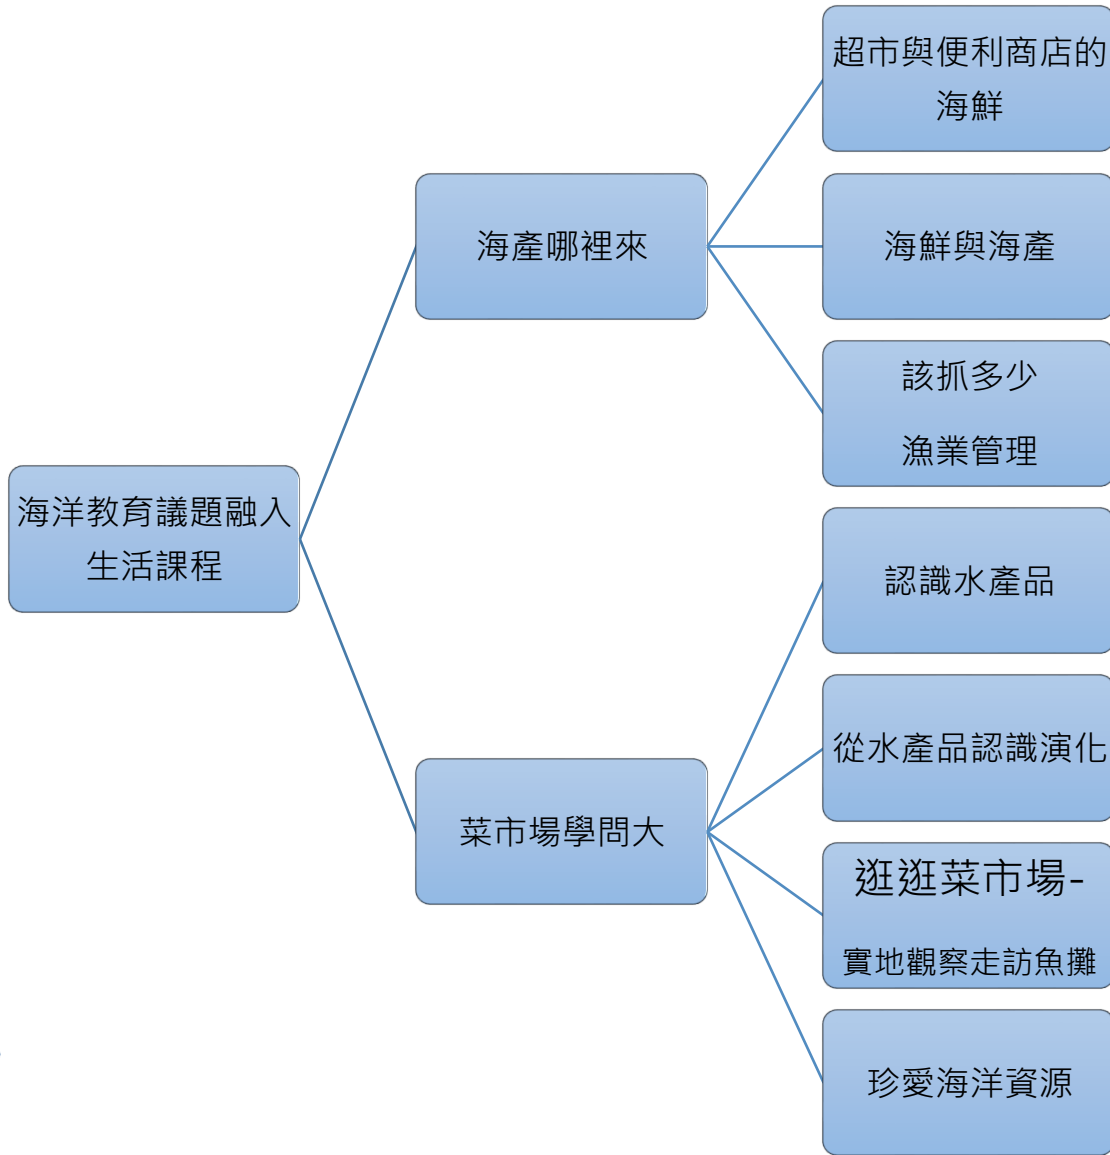 超市與便利商店的
海鮮
海產哪裡來
海鮮與海產
該抓多少
漁業管理
海洋教育議題融入
生活課程
認識水產品
從水產品認識演化
菜市場學問大
逛逛菜市場-
實地觀察走訪魚攤
珍愛海洋資源